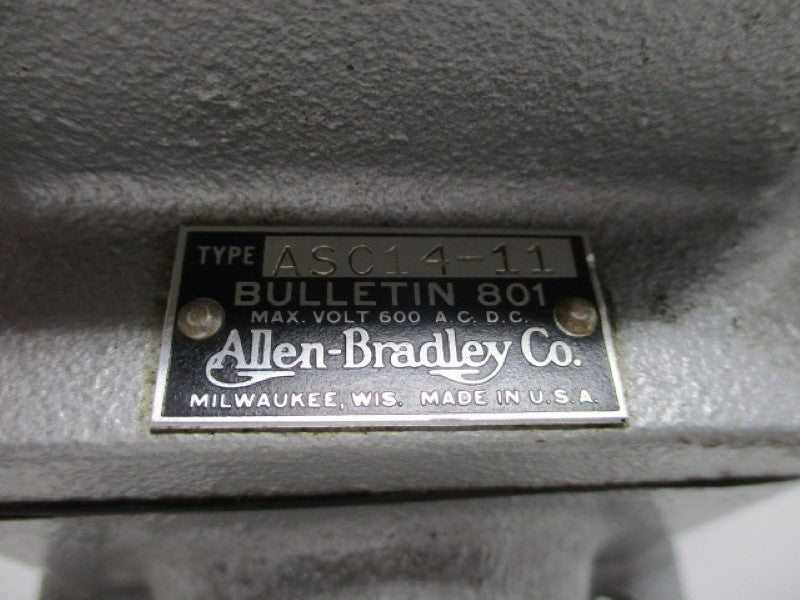 TYPE ASC14-11
BULLETIN 801
MAX. VOLT 600 A.C. D.C.
Allen-Bradley Co.
MILWAUKEE, WIS. MADE IN U.S.A.